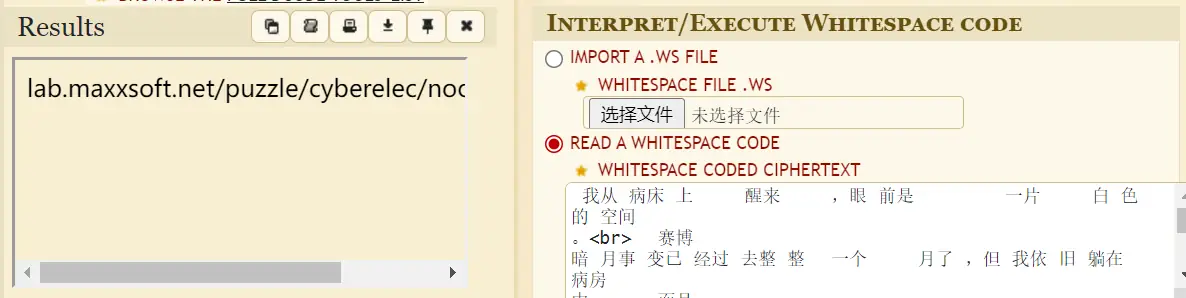 Results
lab.maxxsoft.net/puzzle/cyberelec/noc
Interpret/Execute Whitespace code
IMPORT A .WS FILE
WHITESPACE FILE .WS
选择文件 未选择文件
READ A WHITESPACE CODE
WHITESPACE CODED CIPHERTEXT
我从 病床 上 醒来 ，眼 前是 一片 白 色
的 空间
。<br> 赛博
暗 月事 变已 经过 去整 整 一个 月了 ，但 我依 旧 躺在
病房